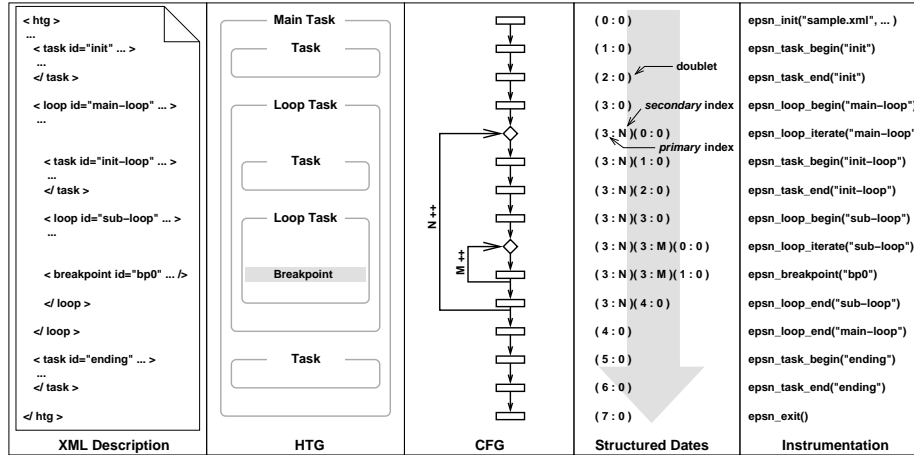 < htg >
...
< task id="init" ... >
...
</ task >
< loop id="main–loop" ... >
...
< task id="init–loop" ... >
...
</ task >
< loop id="sub–loop" ... >
...
< breakpoint id="bp0" ... />
</ loop >
</ loop >
< task id="ending" ... >
...
</ task >
</ htg >
XML Description
Main Task
Task
Loop Task
Task
Loop Task
Breakpoint
Task
HTG
N ++
M ++
CFG
( 0 : 0 )
( 1 : 0 )
doublet
( 2 : 0 )
( 3 : 0 )
secondary index
( 3 : N )( 0 : 0 )
primary index
( 3 : N )( 1 : 0 )
( 3 : N )( 2 : 0 )
( 3 : N )( 3 : 0 )
( 3 : N )( 3 : M )( 0 : 0 )
( 3 : N )( 3 : M )( 1 : 0 )
( 3 : N )( 4 : 0 )
( 4 : 0 )
( 5 : 0 )
( 6 : 0 )
( 7 : 0 )
Structured Dates
epsn_init("sample.xml", ... )
epsn_task_begin("init")
epsn_task_end("init")
epsn_loop_begin("main–loop")
epsn_loop_iterate("main–loop"
epsn_task_begin("init–loop")
epsn_task_end("init–loop")
epsn_loop_begin("sub–loop")
epsn_loop_iterate("sub–loop")
epsn_breakpoint("bp0")
epsn_loop_end("sub–loop")
epsn_loop_end("main–loop")
epsn_task_begin("ending")
epsn_task_end("ending")
epsn_exit()
Instrumentation